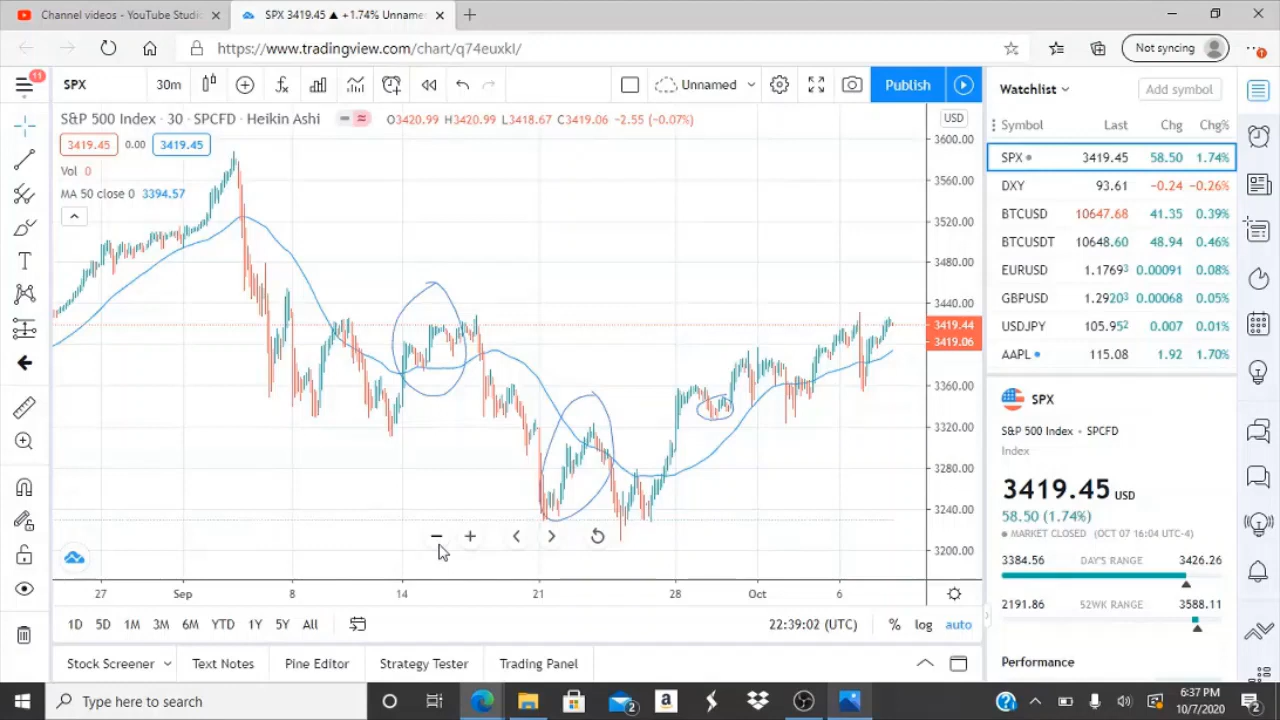 Channel videos - YouTube Studi
SPX 3419.45 ▲ +1.74% Unname
https://www.tradingview.com/chart/q74euxkl/
Not syncing
11
SPX
30m
Unnamed
Publish
Watchlist
Add symbol
S&P 500 Index · 30 · SPCFD · Heikin Ashi
O3420.99 H3420.99 L3418.67 C3419.06 -2.55 (-0.07%)
USD
3419.45 0.00 3419.45
Vol 0
MA 50 close 0 3394.57
3600.00
3560.00
3520.00
3480.00
3440.00
3419.44
3419.06
3360.00
3320.00
3280.00
3240.00
3200.00
27 Sep 8 14 21 28 Oct 6
1D 5D 1M 3M 6M YTD 1Y 5Y All
22:39:02 (UTC) % log auto
Stock Screener Text Notes Pine Editor Strategy Tester Trading Panel
Symbol Last Chg Chg%
SPX 3419.45 58.50 1.74%
DXY 93.61 -0.24 -0.26%
BTCUSD 10647.68 41.35 0.39%
BTCUSDT 10648.60 48.94 0.46%
EURUSD 1.17693 0.00091 0.08%
GBPUSD 1.29203 0.00068 0.05%
USDJPY 105.952 0.007 0.01%
AAPL 115.08 1.92 1.70%
SPX
S&P 500 Index · SPCFD
Index
3419.45 USD
58.50 (1.74%)
MARKET CLOSED (OCT 07 16:04 UTC-4)
3384.56 DAY'S RANGE 3426.26
2191.86 52WK RANGE 3588.11
Performance
Type here to search
2
6:37 PM
10/7/2020
2